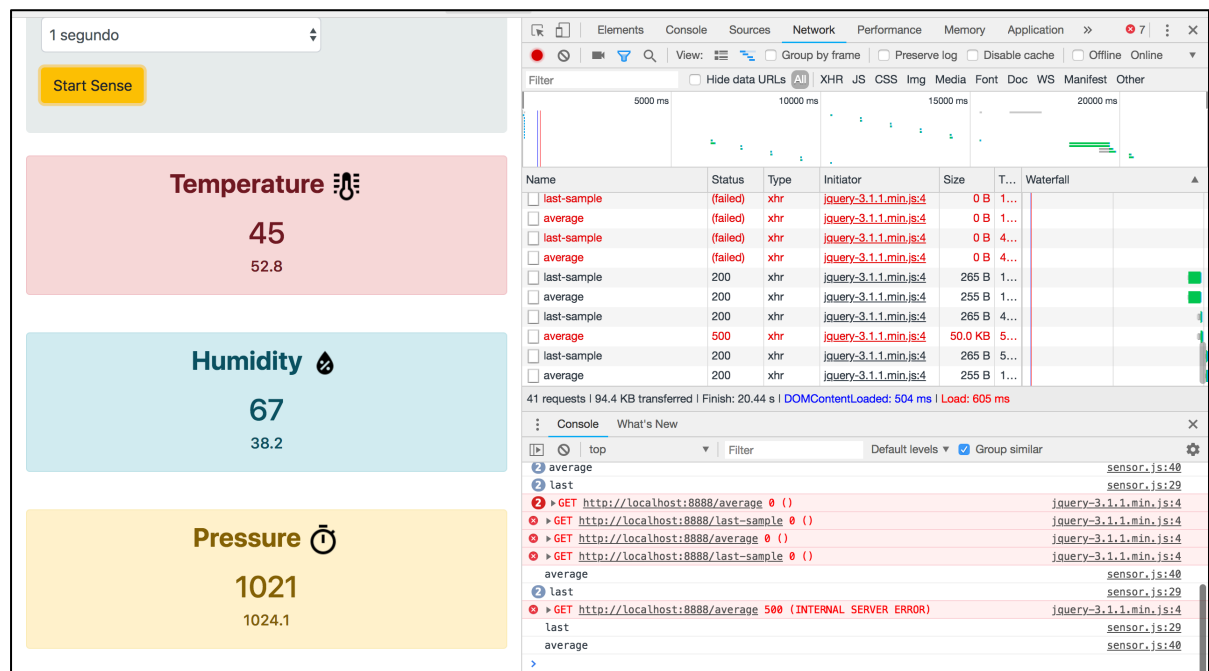 1 segundo
Start Sense
Temperature
45
52.8
Humidity
67
38.2
Pressure
1021
1024.1
Elements Console Sources Network Performance Memory Application » 7
View: Group by frame Preserve log Disable cache Offline Online
Filter Hide data URLs All XHR JS CSS Img Media Font Doc WS Manifest Other
5000 ms 10000 ms 15000 ms 20000 ms
Name Status Type Initiator Size T... Waterfall
last-sample (failed) xhr jquery-3.1.1.min.js:4 0 B 1...
average (failed) xhr jquery-3.1.1.min.js:4 0 B 1...
last-sample (failed) xhr jquery-3.1.1.min.js:4 0 B 4...
average (failed) xhr jquery-3.1.1.min.js:4 0 B 4...
last-sample 200 xhr jquery-3.1.1.min.js:4 265 B 1...
average 200 xhr jquery-3.1.1.min.js:4 255 B 1...
last-sample 200 xhr jquery-3.1.1.min.js:4 265 B 4...
average 500 xhr jquery-3.1.1.min.js:4 50.0 KB 5...
last-sample 200 xhr jquery-3.1.1.min.js:4 265 B 5...
average 200 xhr jquery-3.1.1.min.js:4 255 B 1...
41 requests | 94.4 KB transferred | Finish: 20.44 s | DOMContentLoaded: 504 ms | Load: 605 ms
Console What's New
top Filter Default levels Group similar
2 average sensor.js:40
2 last sensor.js:29
2 GET http://localhost:8888/average 0 () jquery-3.1.1.min.js:4
GET http://localhost:8888/last-sample 0 () jquery-3.1.1.min.js:4
GET http://localhost:8888/average 0 () jquery-3.1.1.min.js:4
GET http://localhost:8888/last-sample 0 () jquery-3.1.1.min.js:4
average sensor.js:40
2 last sensor.js:29
GET http://localhost:8888/average 500 (INTERNAL SERVER ERROR) jquery-3.1.1.min.js:4
last sensor.js:29
average sensor.js:40